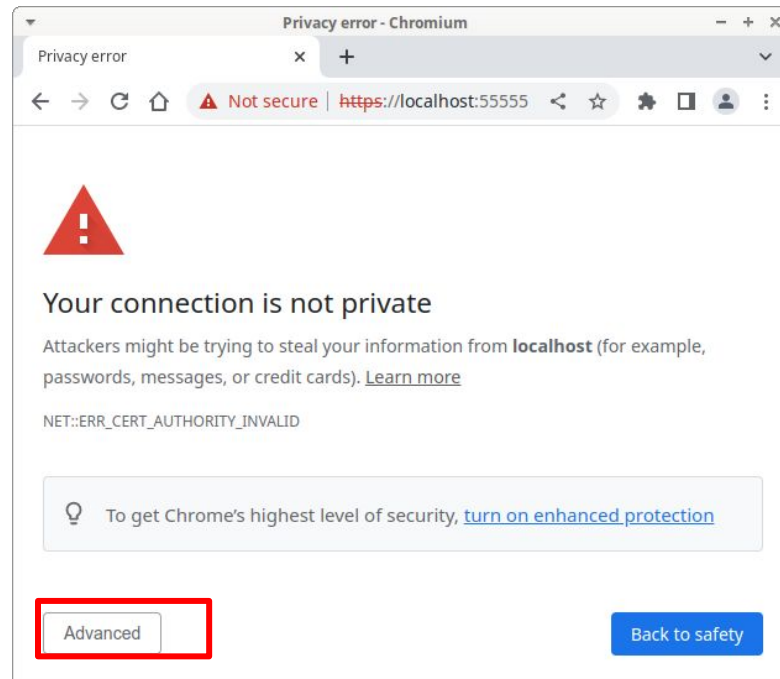 Privacy error - Chromium
Privacy error
Not secure | https://localhost:55555
Your connection is not private
Attackers might be trying to steal your information from localhost (for example,
passwords, messages, or credit cards). Learn more
NET::ERR_CERT_AUTHORITY_INVALID
To get Chrome's highest level of security, turn on enhanced protection
Advanced
Back to safety